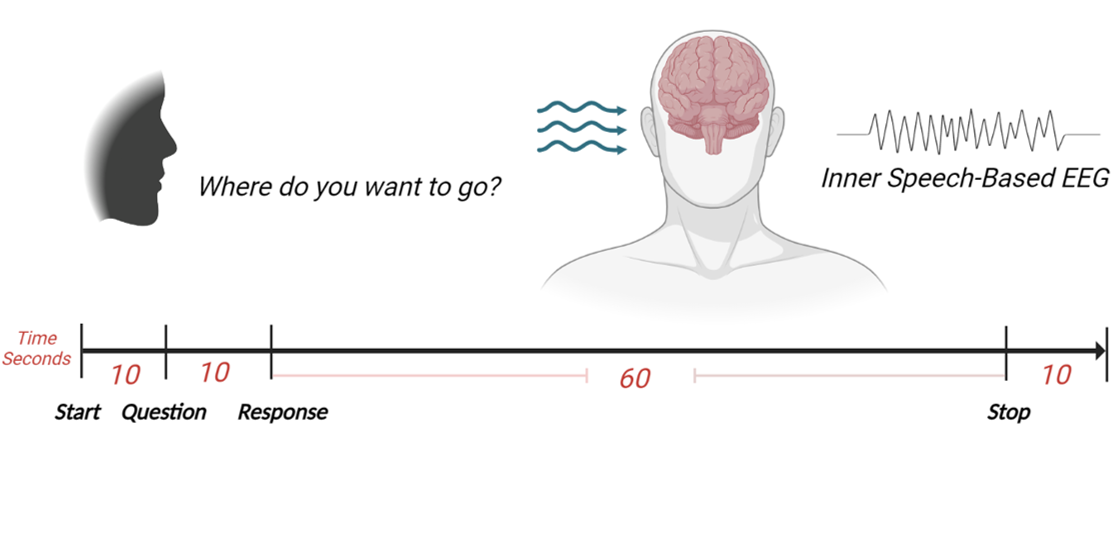 Where do you want to go?
Inner Speech-Based EEG
Time
Seconds
10
10
60
10
Start
Question
Response
Stop